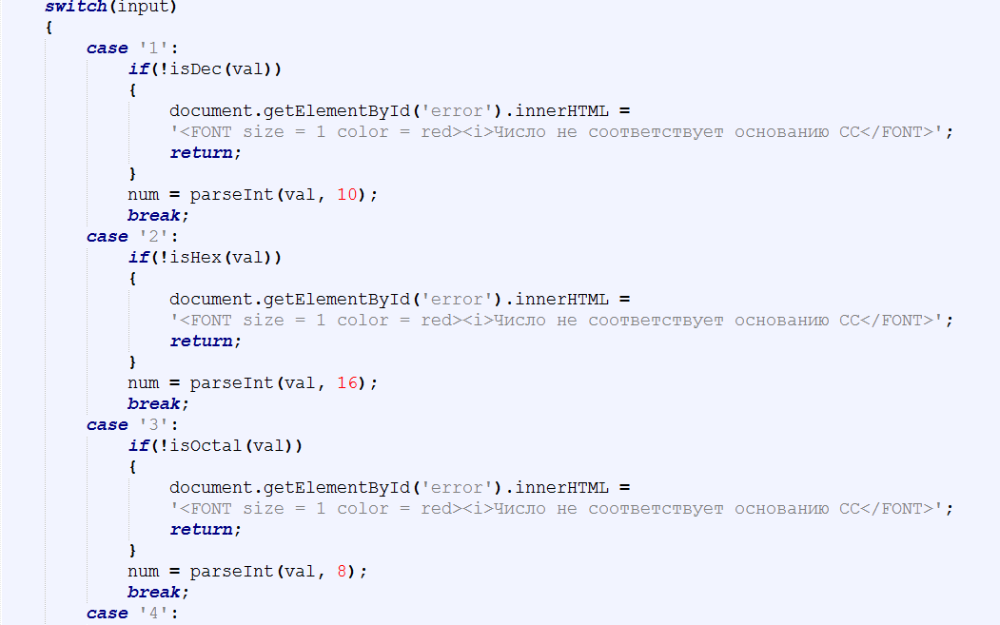 switch(input)
{
case '1':
if(!isDec(val))
{
document.getElementById('error').innerHTML =
'<FONT size = 1 color = red><i>Число не соответствует основанию СС</FONT>';
return;
}
num = parseInt(val, 10);
break;
case '2':
if(!isHex(val))
{
document.getElementById('error').innerHTML =
'<FONT size = 1 color = red><i>Число не соответствует основанию СС</FONT>';
return;
}
num = parseInt(val, 16);
break;
case '3':
if(!isOctal(val))
{
document.getElementById('error').innerHTML =
'<FONT size = 1 color = red><i>Число не соответствует основанию СС</FONT>';
return;
}
num = parseInt(val, 8);
break;
case '4':